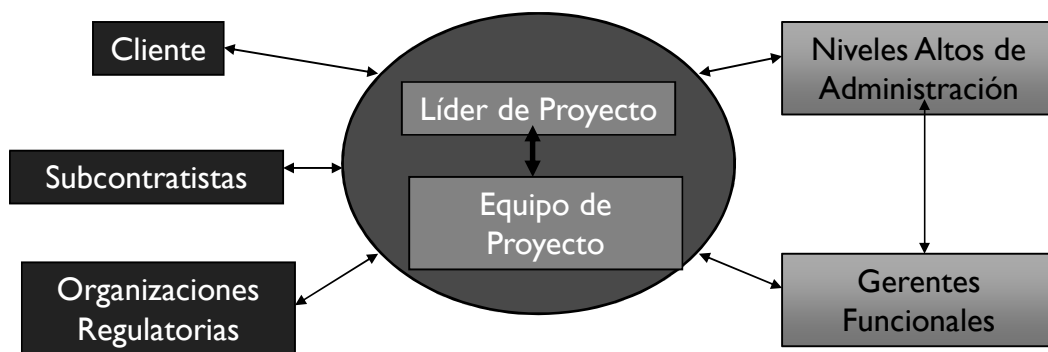 Cliente
Niveles Altos de
Administración
Líder de Proyecto
Subcontratistas
Equipo de
Proyecto
Organizaciones
Regulatorias
Gerentes
Funcionales